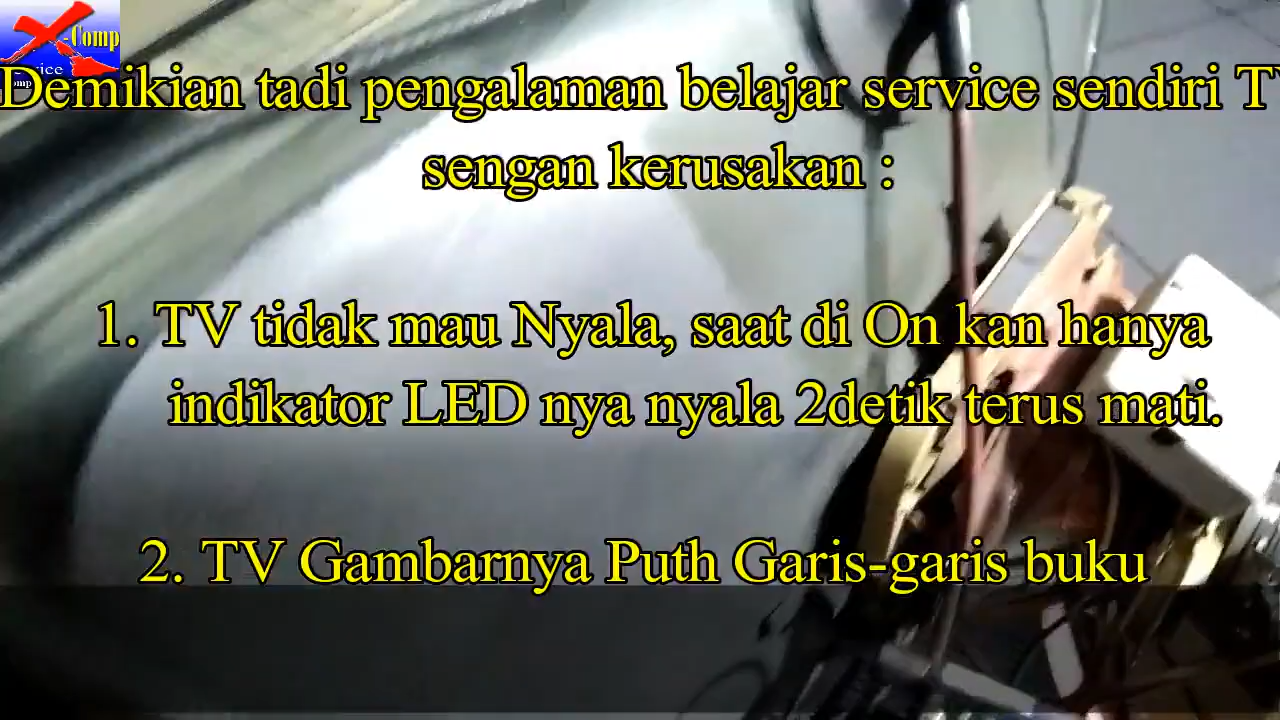 -Comp
Demikian tadi pengalaman belajar service sendiri TV
sengan kerusakan :
1. TV tidak mau Nyala, saat di On kan hanya
indikator LED nya nyala 2detik terus mati.
2. TV Gambarnya Puth Garis-garis buku